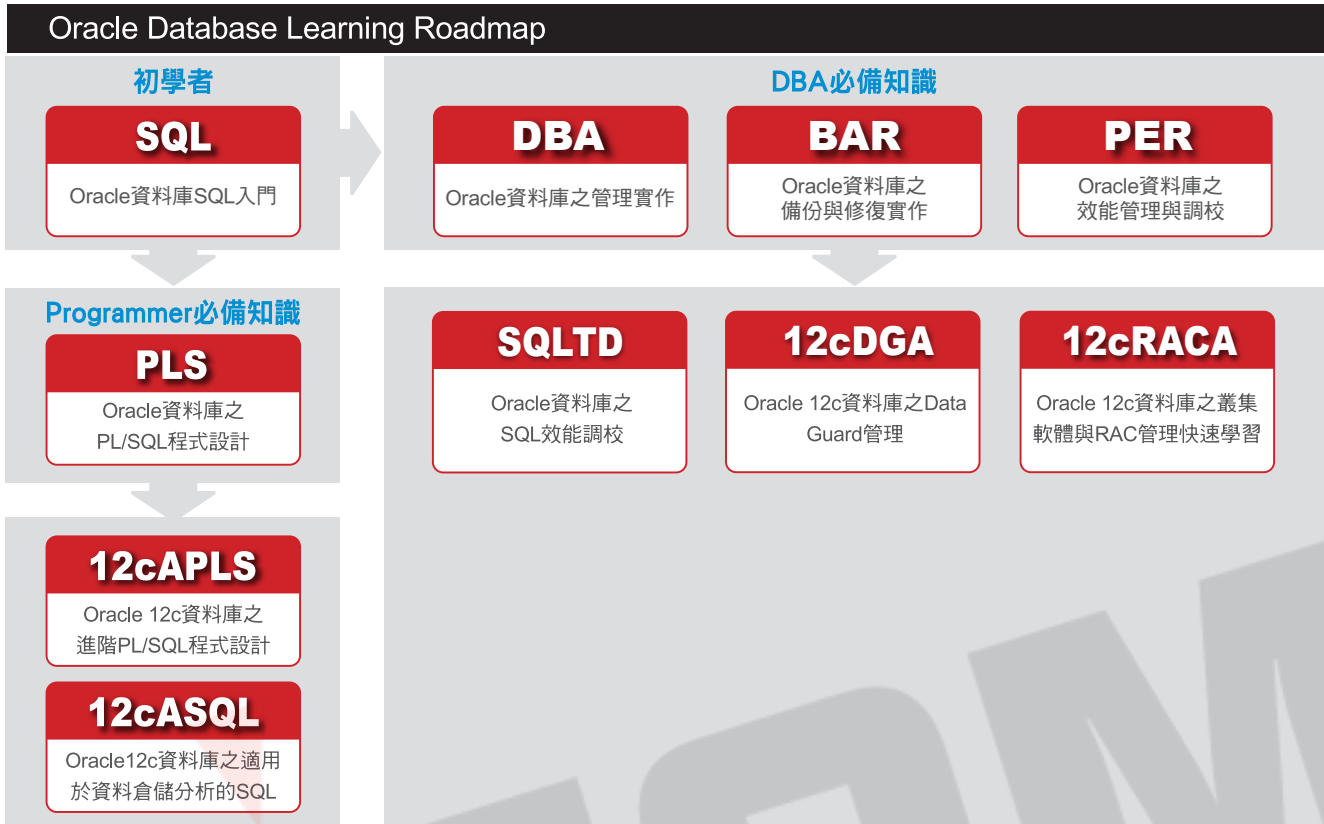 Oracle Database Learning Roadmap
初學者
SQL
Oracle資料庫SQL入門
DBA必備知識
DBA
Oracle資料庫之管理實作
BAR
Oracle資料庫之
備份與修復實作
PER
Oracle資料庫之
效能管理與調校
Programmer必備知識
PLS
Oracle資料庫之
PL/SQL程式設計
12cAPLS
Oracle 12c資料庫之
進階PL/SQL程式設計
12cASQL
Oracle12c資料庫之適用
於資料倉儲分析的SQL
SQLTD
Oracle資料庫之
SQL效能調校
12cDGA
Oracle 12c資料庫之Data
Guard管理
12cRACA
Oracle 12c資料庫之叢集
軟體與RAC管理快速學習